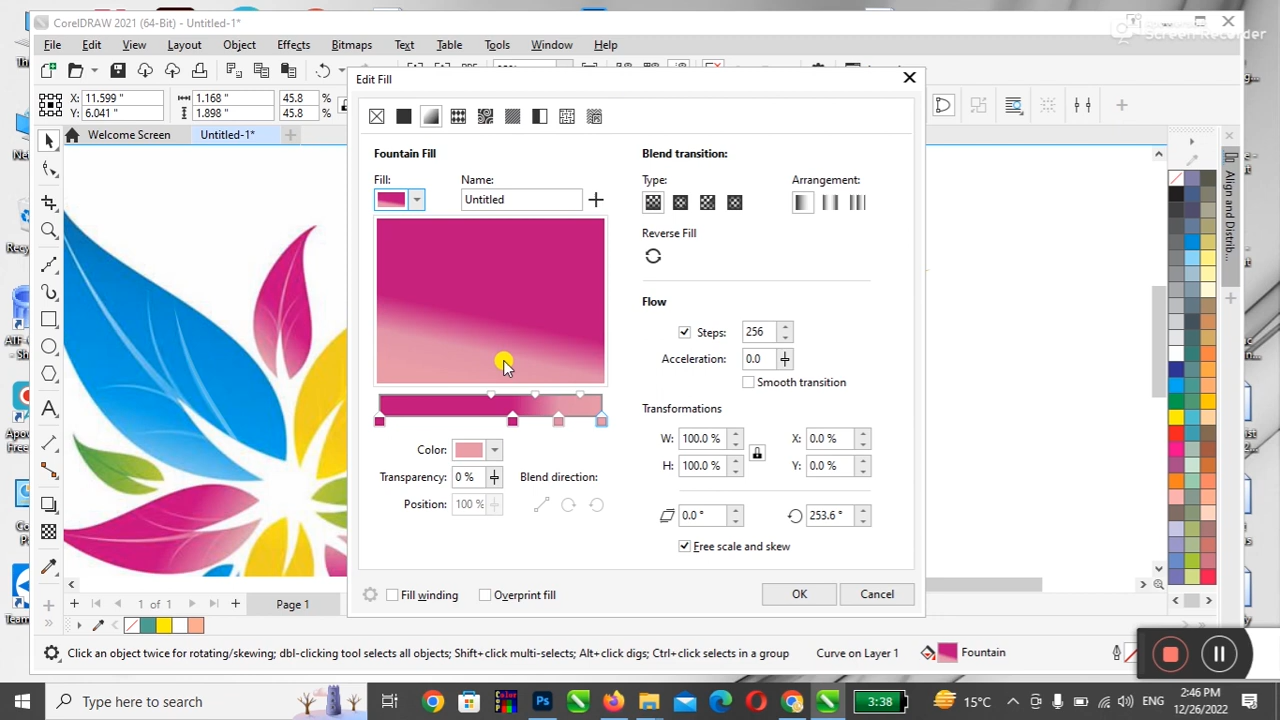 CorelDRAW 2021 (64-Bit) - Untitled-1*
Screen Recorder
File Edit View Layout Object Effects Bitmaps Text Table Tools Window Help
Edit Fill
X: 11.599 " 1.168 " 45.8 %
Y: 6.041 " 1.898 " 45.8 %
Welcome Screen Untitled-1*
Fountain Fill Blend transition:
Fill: Name: Type: Arrangement:
Untitled
Reverse Fill
Align and Distrib...
Flow
Steps: 256
Acceleration: 0.0
Smooth transition
Transformations
W: 100.0 % X: 0.0 %
H: 100.0 % Y: 0.0 %
Color:
Transparency: 0 % Blend direction:
Position: 100 %
0.0 ° 253.6 °
Free scale and skew
Fill winding Overprint fill OK Cancel
1 of 1 Page 1
Click an object twice for rotating/skewing; dbl-clicking tool selects all objects; Shift+click multi-selects; Alt+click digs; Ctrl+click selects in a group Curve on Layer 1 Fountain
Type here to search 3:38 15°C ENG 2:46 PM
12/26/2022